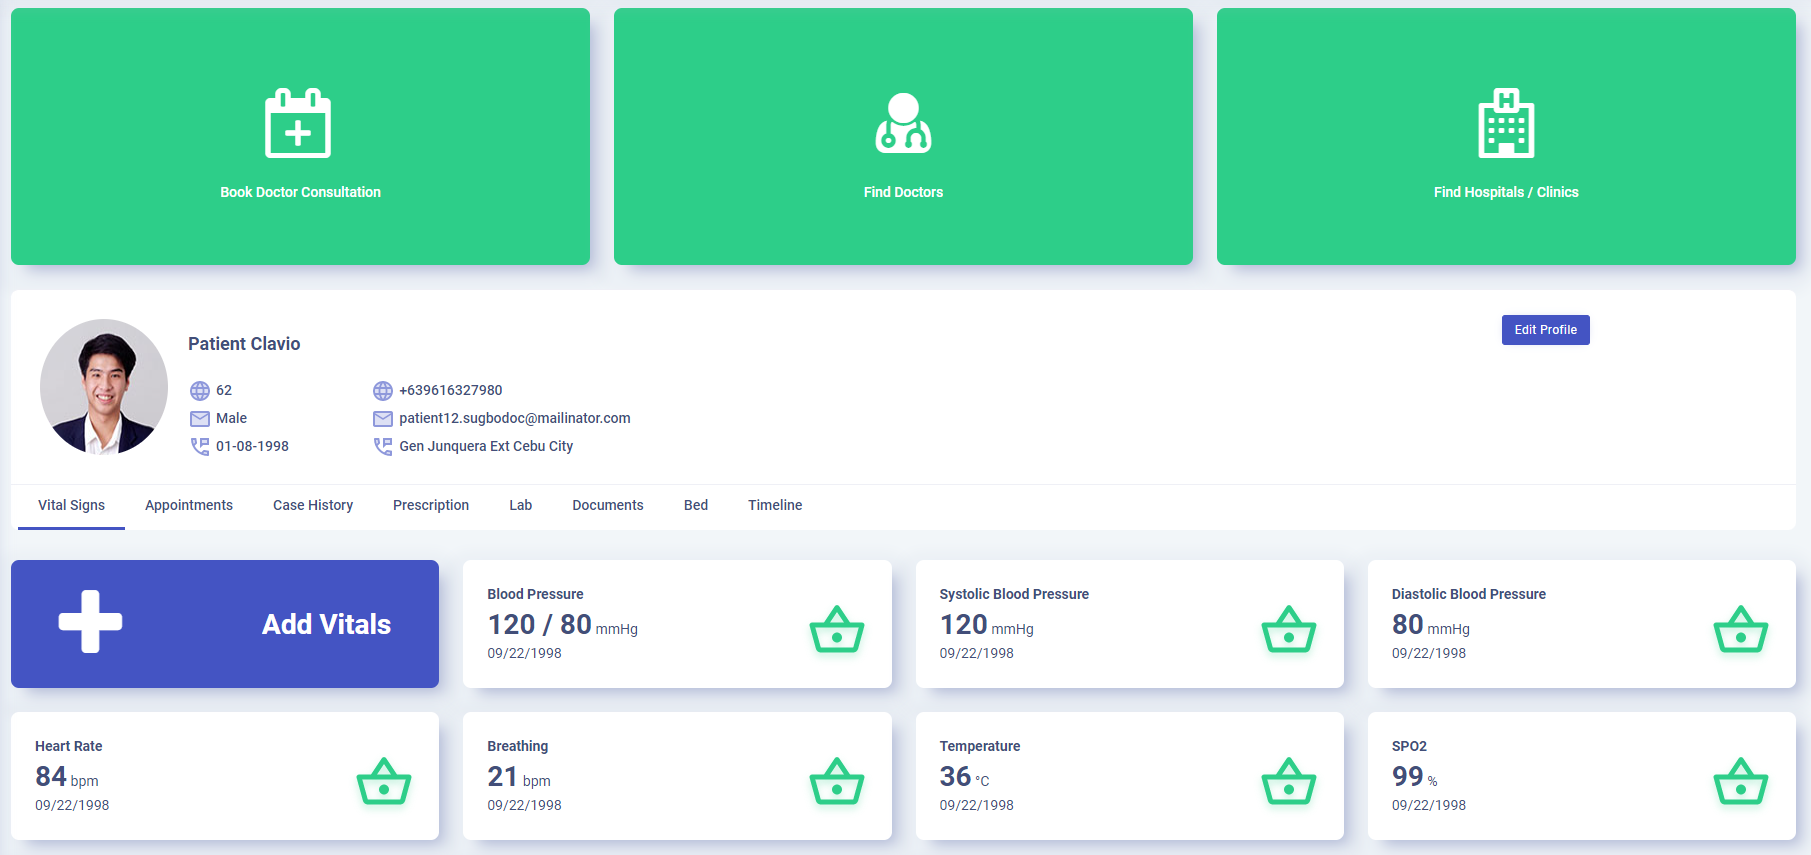 Book Doctor Consultation
Find Doctors
H
Find Hospitals / Clinics
Patient Clavio
Edit Profile
62
+639616327980
Male
patient12.sugbodoc@mailinator.com
01-08-1998
Gen Junquera Ext Cebu City
Vital Signs Appointments Case History Prescription Lab Documents Bed Timeline
Add Vitals
Blood Pressure
120 / 80 mmHg
09/22/1998
Systolic Blood Pressure
120 mmHg
09/22/1998
Diastolic Blood Pressure
80 mmHg
09/22/1998
Heart Rate
84 bpm
09/22/1998
Breathing
21 bpm
09/22/1998
Temperature
36 °C
09/22/1998
SPO2
99 %
09/22/1998